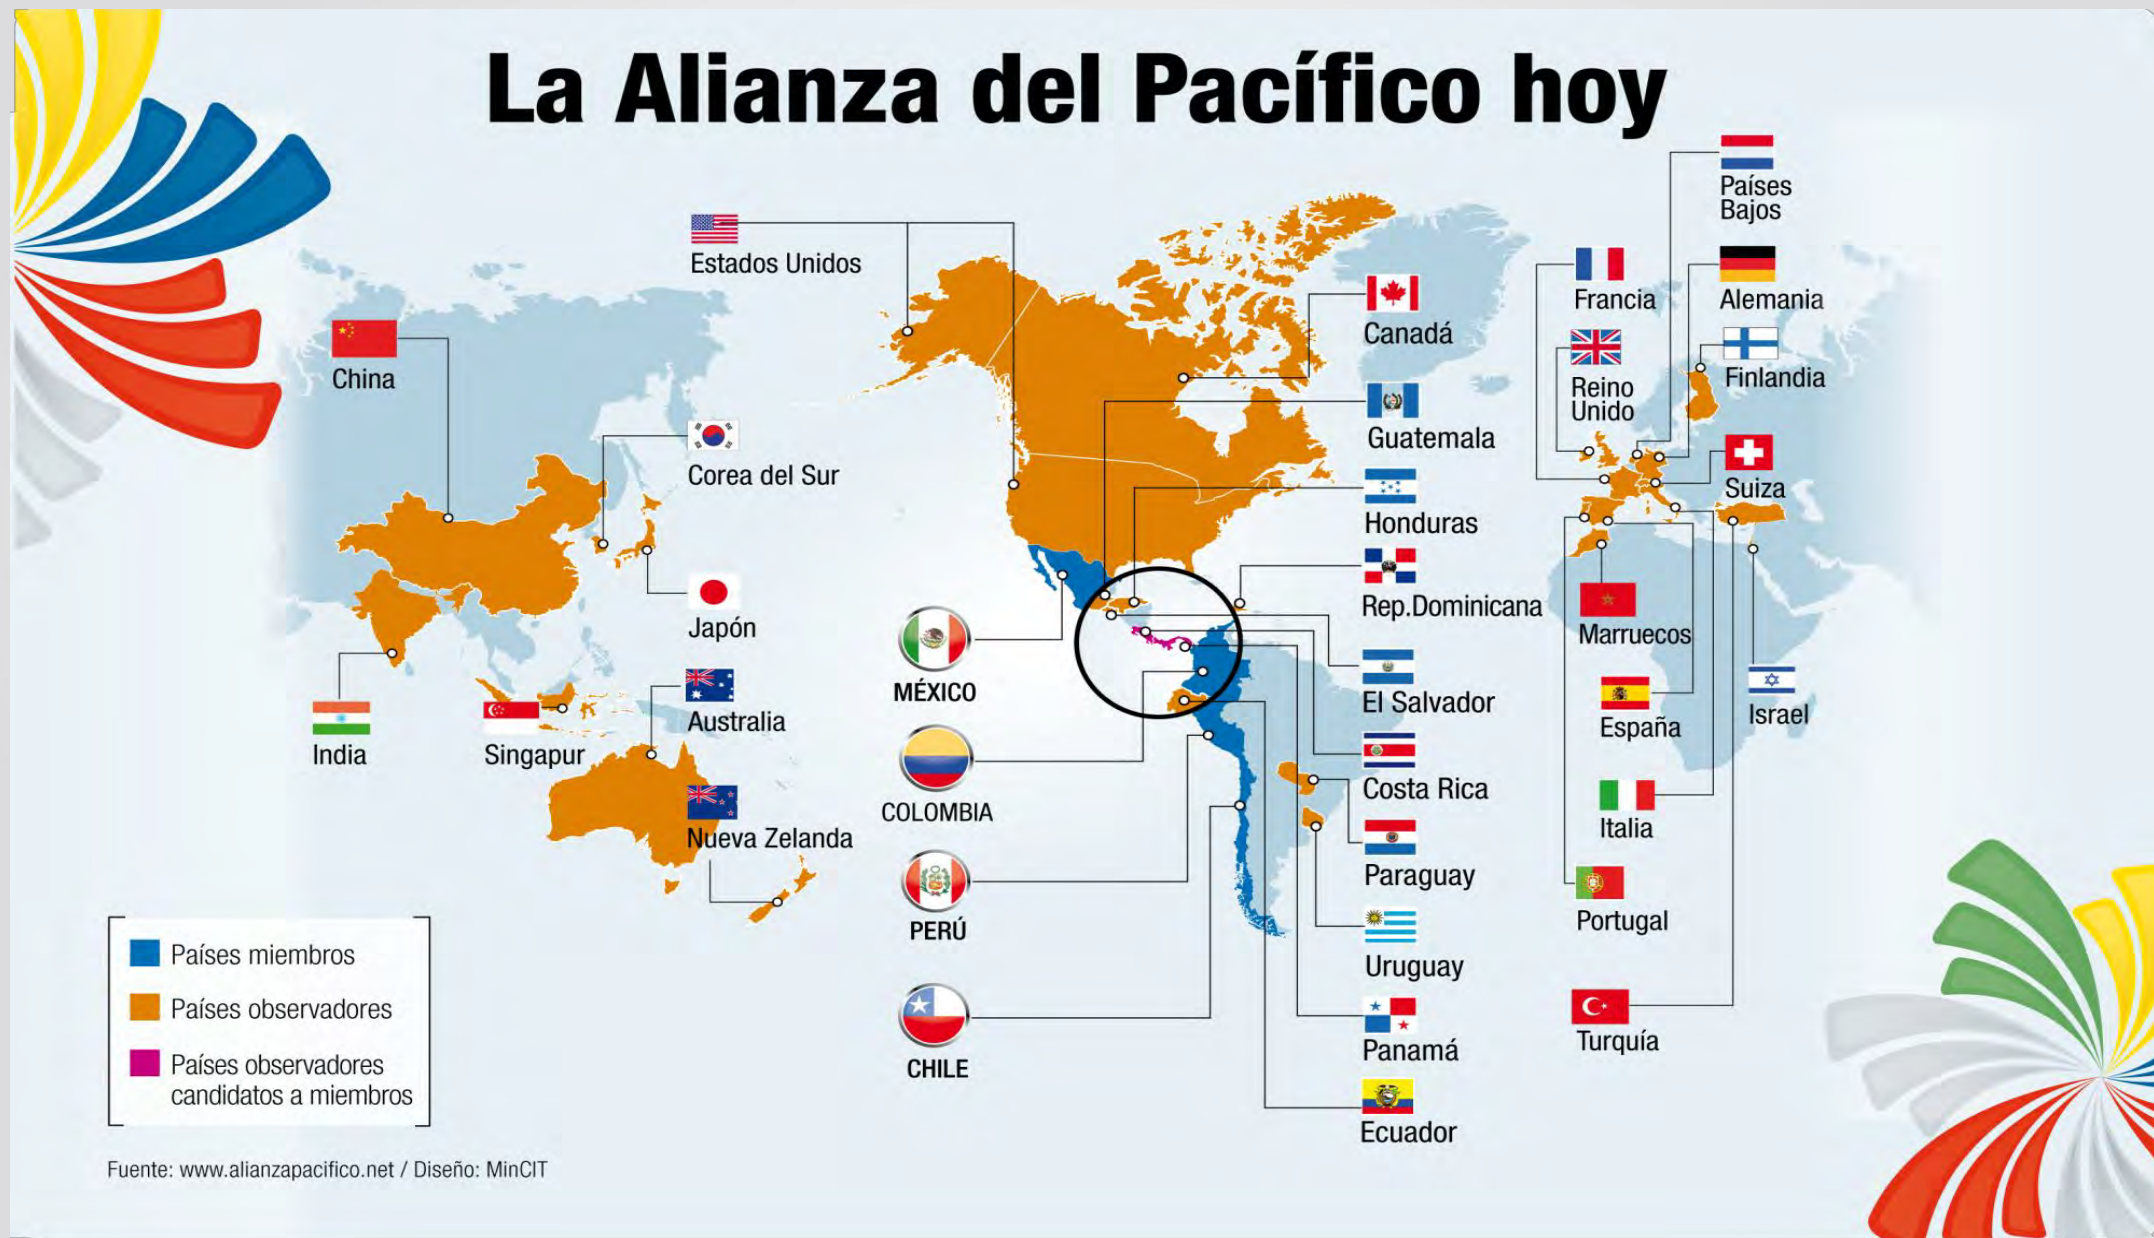 La Alianza del Pacífico hoy
China
India
Singapur
Corea del Sur
Japón
Australia
Nueva Zelanda
Estados Unidos
MÉXICO
COLOMBIA
PERÚ
CHILE
Canadá
Guatemala
Honduras
Rep.Dominicana
El Salvador
Costa Rica
Paraguay
Uruguay
Panamá
Ecuador
Países
Bajos
Francia
Alemania
Reino
Unido
Finlandia
Suiza
Marruecos
España
Israel
Italia
Portugal
Turquía
Países miembros
Países observadores
Países observadores
candidatos a miembros
Fuente: www.alianzapacifico.net / Diseño: MinCIT